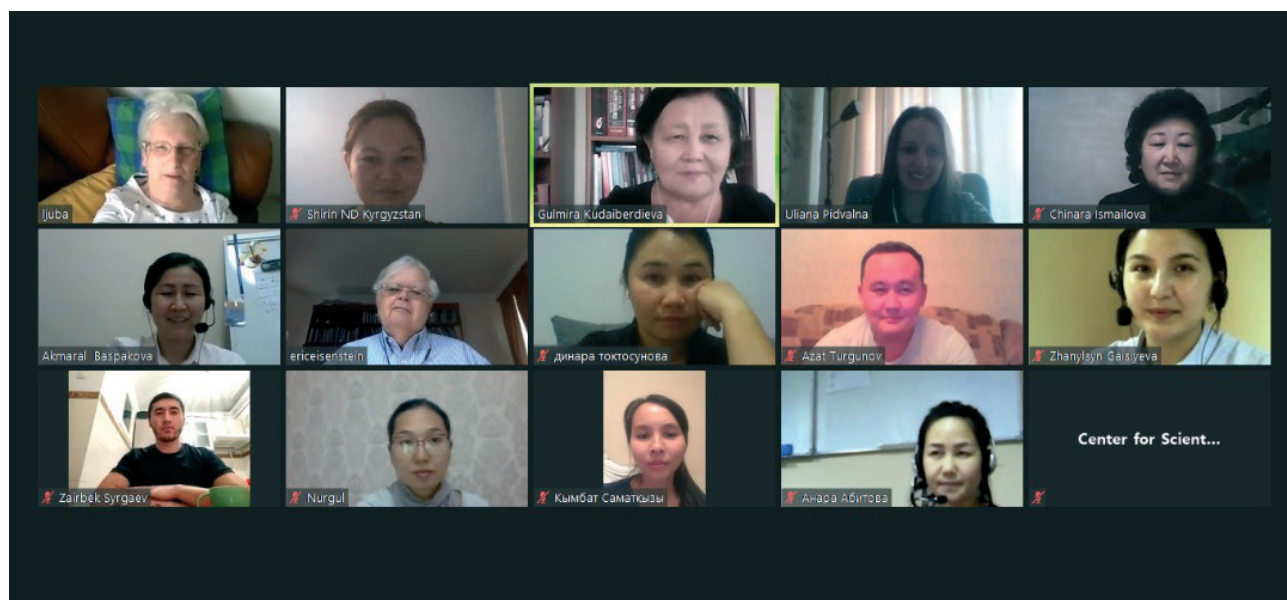 ljuba
Shirin ND Kyrgyzstan
Gulmira Kudaiberdieva
Uliana Pidvalna
Chinara Ismailova
Akmaral Baspakova
ericeisenstein
динара токтосунова
Azat Turgunov
Zhanylsyn Gaisiyeva
Zairbek Syrgaev
Nurgul
Кымбат Саматкызы
Анара Абитова
Center for Scient...